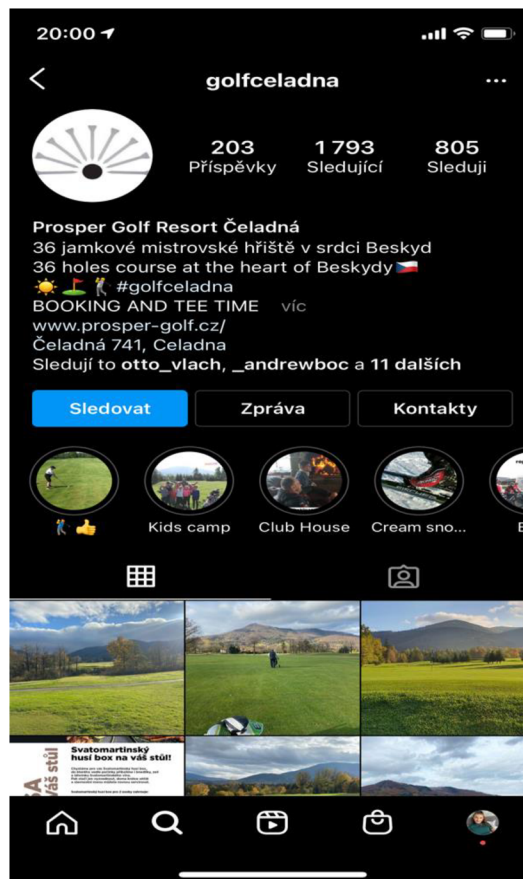 20:00
golfceladna
...
203 1 793 805
Příspěvky Sledující Sleduji
Prosper Golf Resort Čeladná
36 jamkové mistrovské hřiště v srdci Beskyd
36 holes course at the heart of Beskydy🇨🇿
☀️⛳🏌️ #golfceladna
BOOKING AND TEE TIME víc
www.prosper-golf.cz/
Čeladná 741, Celadna
Sledují to otto_vlach, _andrewboc a 11 dalších
Sledovat Zpráva Kontakty
🏌️👍 Kids camp Club House Cream sno...
Svatomartinský
husí box na váš stůl!
váš stůl